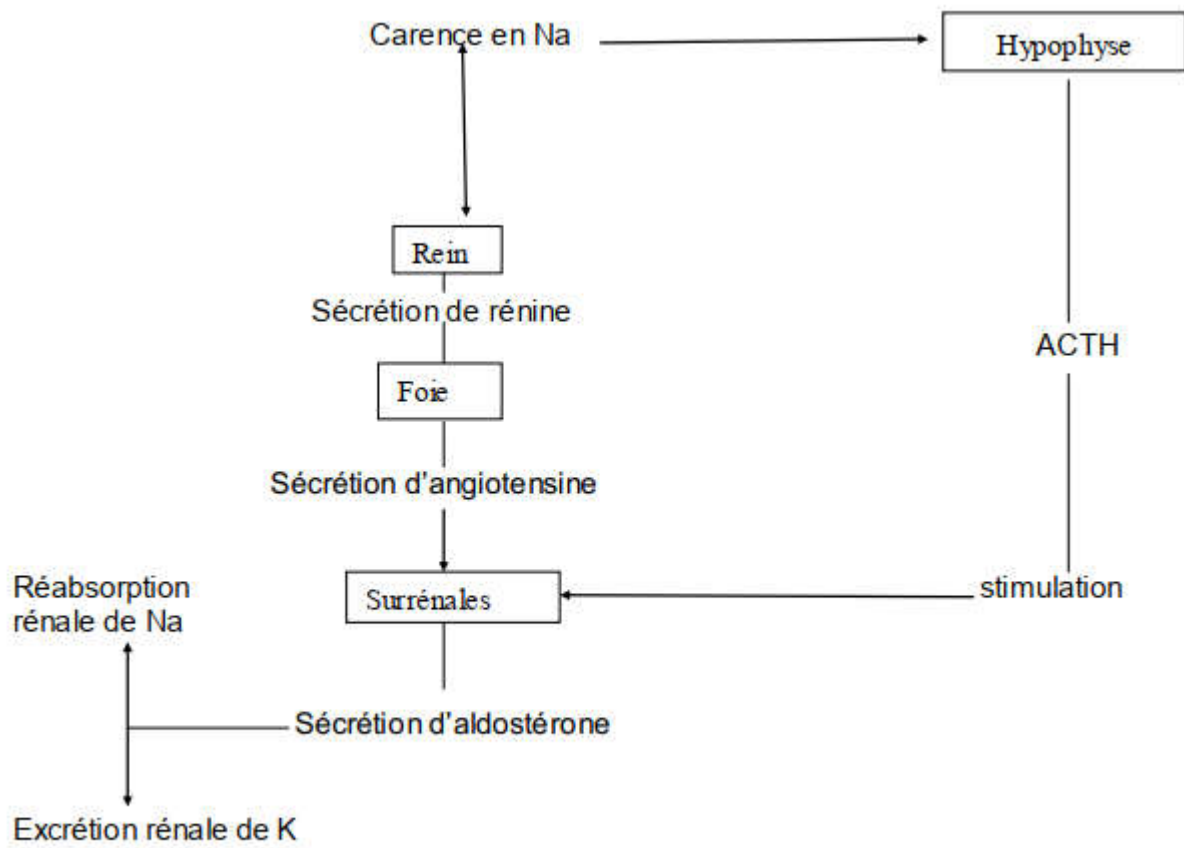 Carence en Na
Hypophyse
Rein
Sécrétion de rénine
ACTH
Foie
Sécrétion d'angiotensine
Réabsorption
rénale de Na
Surrénales
stimulation
Sécrétion d'aldostérone
Excrétion rénale de K